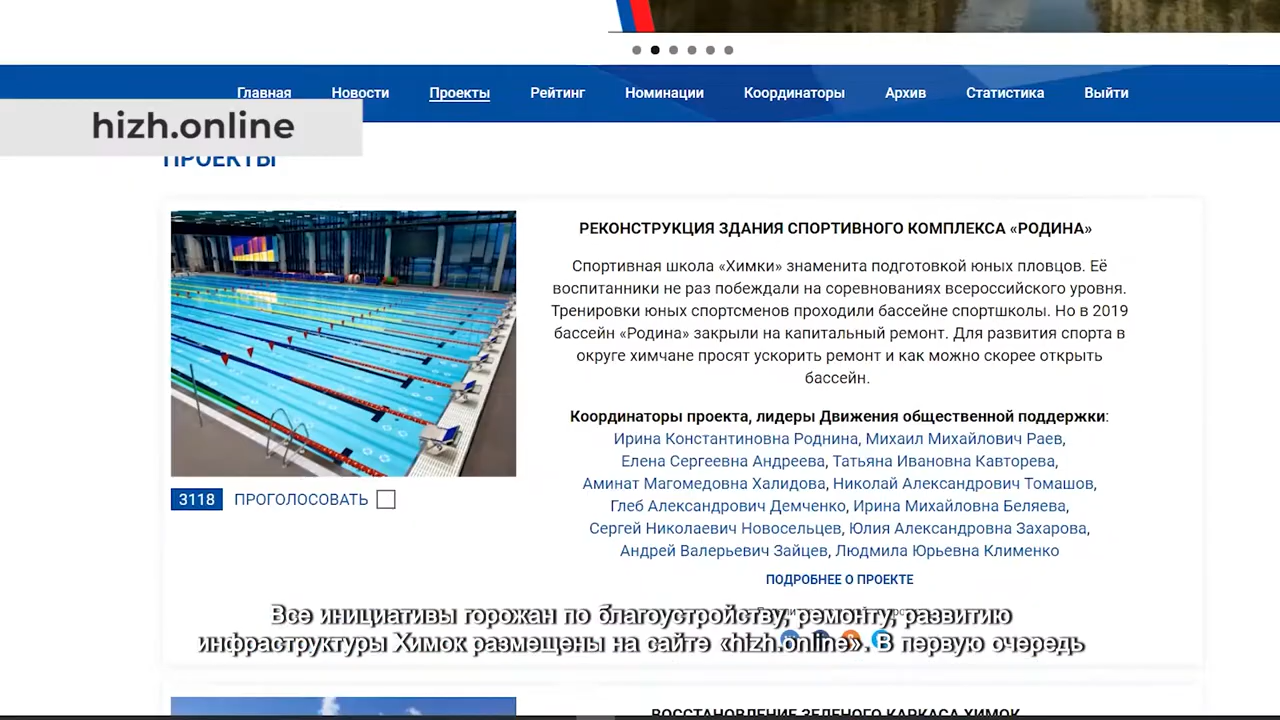 Главная Новости Проекты Рейтинг Номинации Координаторы Архив Статистика Выйти
hizh.online
ПРОЕКТЫ
РЕКОНСТРУКЦИЯ ЗДАНИЯ СПОРТИВНОГО КОМПЛЕКСА «РОДИНА»
Спортивная школа «Химки» знаменита подготовкой юных пловцов. Её
воспитанники не раз побеждали на соревнованиях всероссийского уровня.
Тренировки юных спортсменов проходили бассейне спортшколы. Но в 2019
бассейн «Родина» закрыли на капитальный ремонт. Для развития спорта в
округе химчане просят ускорить ремонт и как можно скорее открыть
бассейн.
Координаторы проекта, лидеры Движения общественной поддержки:
Ирина Константиновна Роднина, Михаил Михайлович Раев,
Елена Сергеевна Андреева, Татьяна Ивановна Кавторева,
Аминат Магомедовна Халидова, Николай Александрович Томашов,
Глеб Александрович Демченко, Ирина Михайловна Беляева,
Сергей Николаевич Новосельцев, Юлия Александровна Захарова,
Андрей Валерьевич Зайцев, Людмила Юрьевна Клименко
3118 ПРОГОЛОСОВАТЬ
ПОДРОБНЕЕ О ПРОЕКТЕ
Все инициативы горожан по благоустройству, ремонту, развитию
инфраструктуры Химок размещены на сайте «hizh.online». В первую очередь
ВОССТАНОВЛЕНИЕ ЗЕЛЕНОГО КАРКАСА ХИМОК